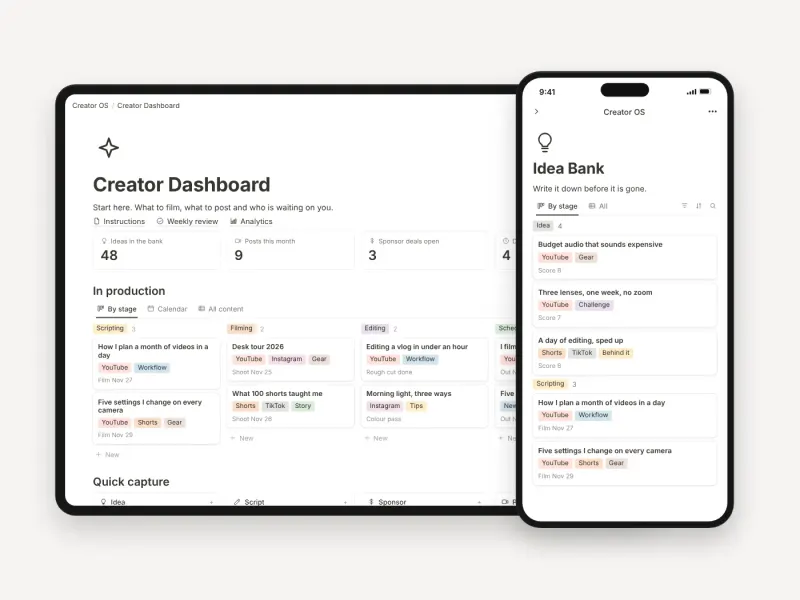 Creator OS / Creator Dashboard
Creator Dashboard
Start here. What to film, what to post and who is waiting on you.
Instructions Weekly review Analytics
Ideas in the bank
48
Posts this month
9
Sponsor deals open
3
4
In production
By stage Calendar All content
Scripting 3
How I plan a month of videos in a
day
YouTube Workflow
Film Nov 27
Five settings I change on every
camera
YouTube Shorts Gear
Film Nov 29
+ New
Filming 2
Desk tour 2026
YouTube Instagram Gear
Shoot Nov 25
What 100 shorts taught me
Shorts TikTok Story
Shoot Nov 26
+ New
Editing 2
Editing a vlog in under an hour
YouTube Workflow
Rough cut done
Morning light, three ways
Instagram Tips
Colour pass
+ New
I film
Five
Quick capture
Idea
Script
Sponsor
9:41
Creator OS
Idea Bank
Write it down before it is gone.
By stage All
Idea 4
Budget audio that sounds expensive
YouTube Gear
Score 8
Three lenses, one week, no zoom
YouTube Challenge
Score 7
A day of editing, sped up
Shorts TikTok Behind it
Score 6
Scripting 3
How I plan a month of videos in a day
YouTube Workflow
Film Nov 27
Five settings I change on every camera
YouTube Shorts Gear
Film Nov 29